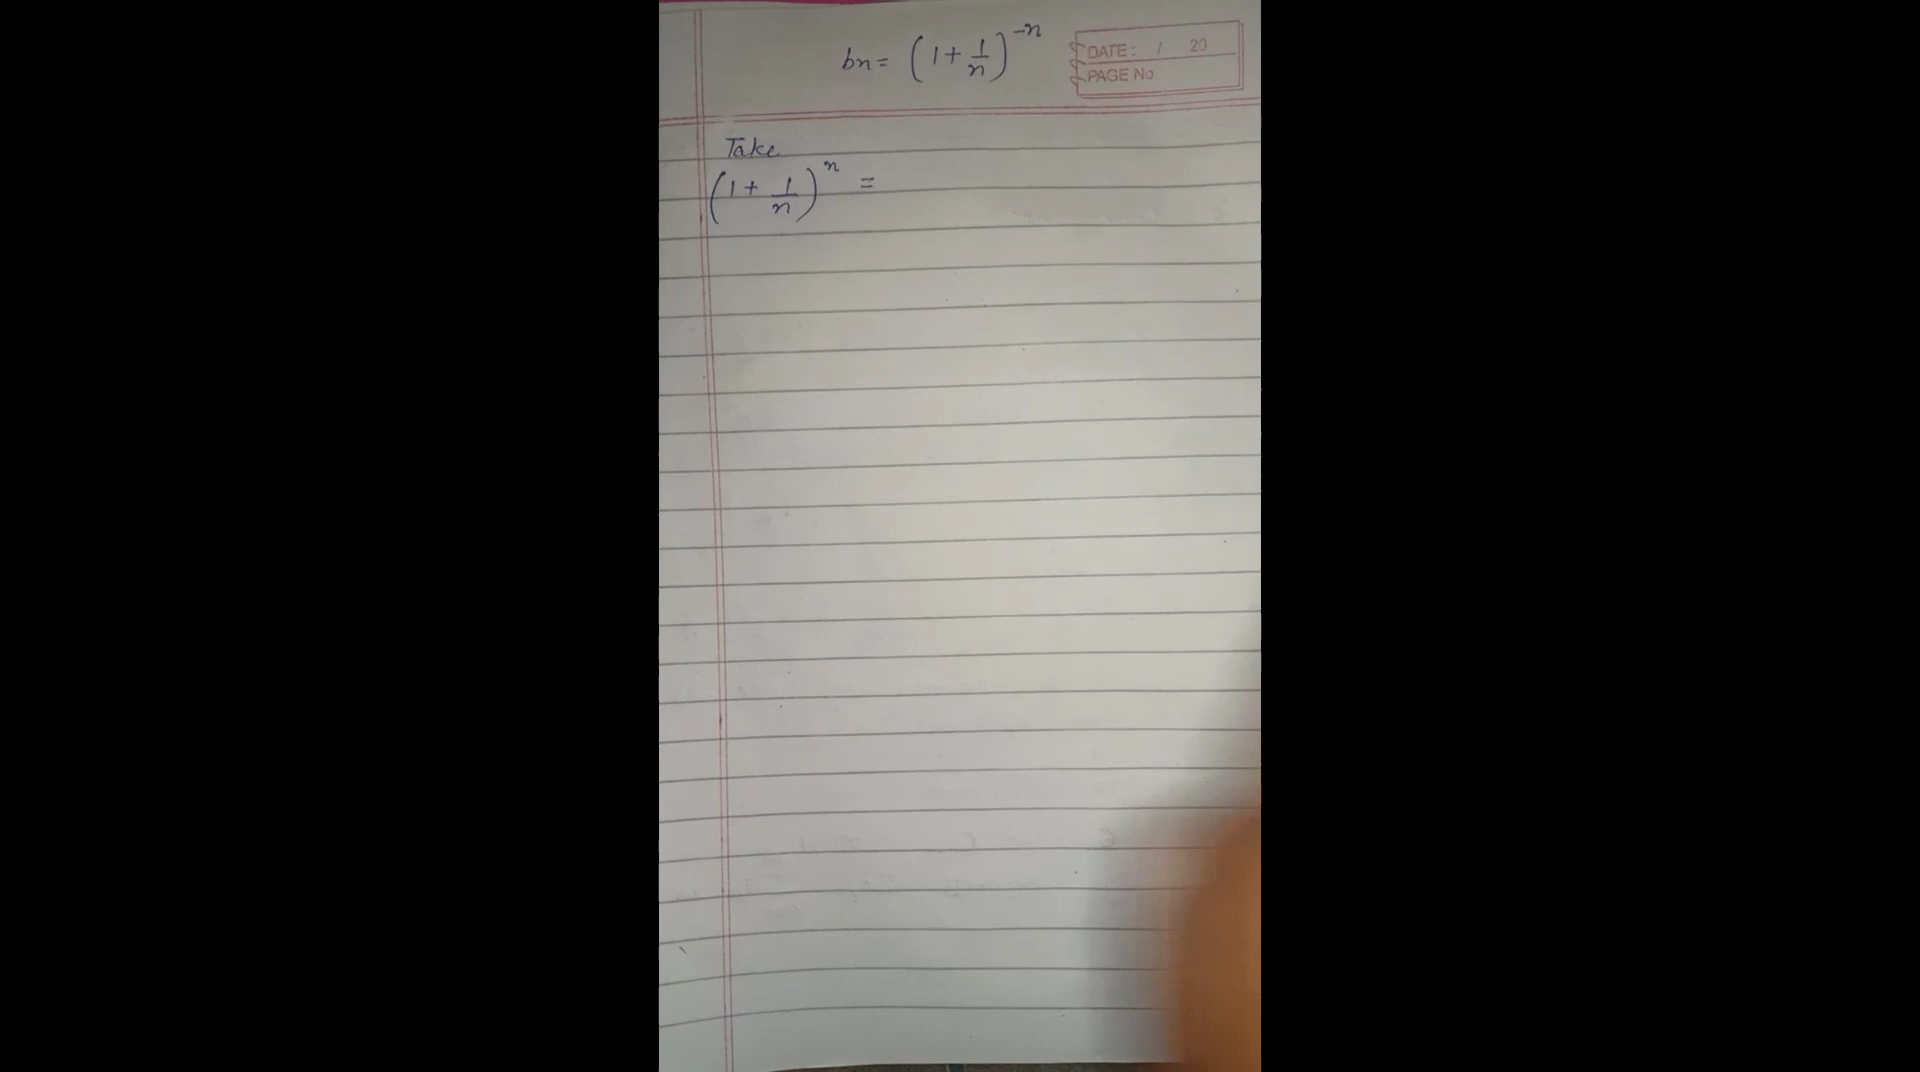 bn = (1 + 1/n)^-n
DATE: / 20
PAGE No
Take
(1 + 1/n)^n =